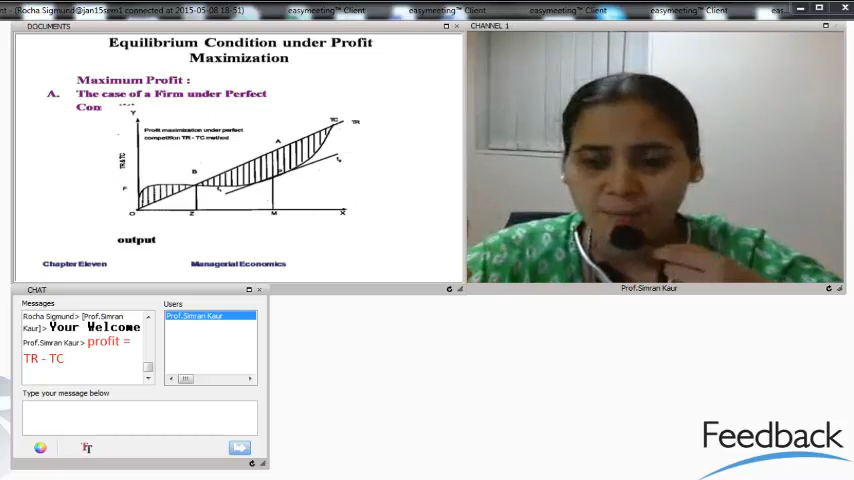 nt - (Rocha Sigmund@jan15sem1 connected at 2015-05-08 18-51)
easymeeting™ Client
easymeeting™ Client
easymeeting™ Client
DOCUMENTS
CHANNEL 1
Equilibrium Condition under Profit
Maximization
Maximum Profit :
A. The case of a Firm under Perfect
Com
Y
TC TR
Profit maximization under perfect
competition TR - TC method
A
TR&TC
B
P
F
O Z M X
output
Chapter Eleven Managerial Economics
Prof.Simran Kaur
CHAT
Messages
Users
Rocha Sigmund> [Prof.Simran
Kaur]> Your Welcome
Prof.Simran Kaur> profit =
TR - TC
Prof.Simran Kaur
Type your message below
Feedback